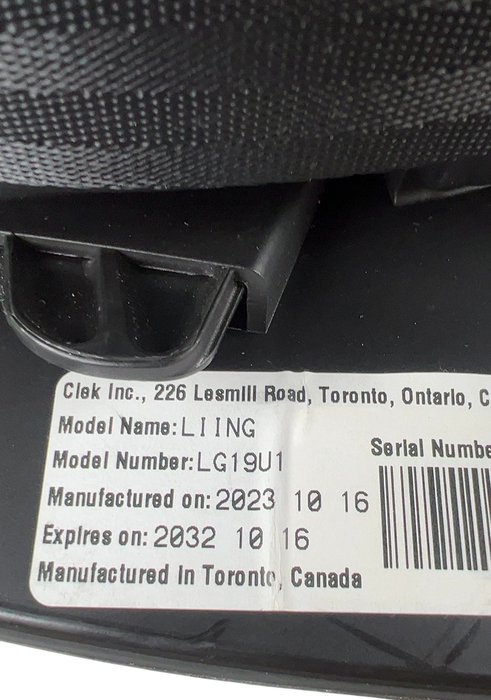 Clek Inc., 226 Lesmill Road, Toronto, Ontario, C
Model Name: LIING
Model Number: LG19U1
Serial Numbe
Manufactured on: 2023 10 16
Expires on: 2032 10 16
Manufactured In Toronto, Canada